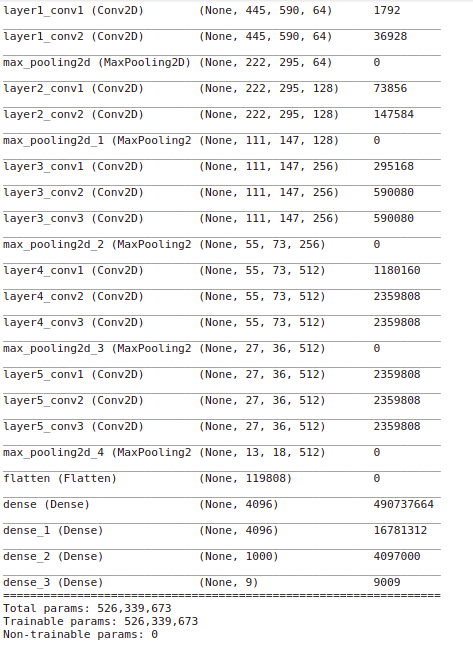 layer1_conv1 (Conv2D) (None, 445, 590, 64) 1792
layer1_conv2 (Conv2D) (None, 445, 590, 64) 36928
max_pooling2d (MaxPooling2D) (None, 222, 295, 64) 0
layer2_conv1 (Conv2D) (None, 222, 295, 128) 73856
layer2_conv2 (Conv2D) (None, 222, 295, 128) 147584
max_pooling2d_1 (MaxPooling2 (None, 111, 147, 128) 0
layer3_conv1 (Conv2D) (None, 111, 147, 256) 295168
layer3_conv2 (Conv2D) (None, 111, 147, 256) 590080
layer3_conv3 (Conv2D) (None, 111, 147, 256) 590080
max_pooling2d_2 (MaxPooling2 (None, 55, 73, 256) 0
layer4_conv1 (Conv2D) (None, 55, 73, 512) 1180160
layer4_conv2 (Conv2D) (None, 55, 73, 512) 2359808
layer4_conv3 (Conv2D) (None, 55, 73, 512) 2359808
max_pooling2d_3 (MaxPooling2 (None, 27, 36, 512) 0
layer5_conv1 (Conv2D) (None, 27, 36, 512) 2359808
layer5_conv2 (Conv2D) (None, 27, 36, 512) 2359808
layer5_conv3 (Conv2D) (None, 27, 36, 512) 2359808
max_pooling2d_4 (MaxPooling2 (None, 13, 18, 512) 0
flatten (Flatten) (None, 119808) 0
dense (Dense) (None, 4096) 490737664
dense_1 (Dense) (None, 4096) 16781312
dense_2 (Dense) (None, 1000) 4097000
dense_3 (Dense) (None, 9) 9009
Total params: 526,339,673
Trainable params: 526,339,673
Non-trainable params: 0